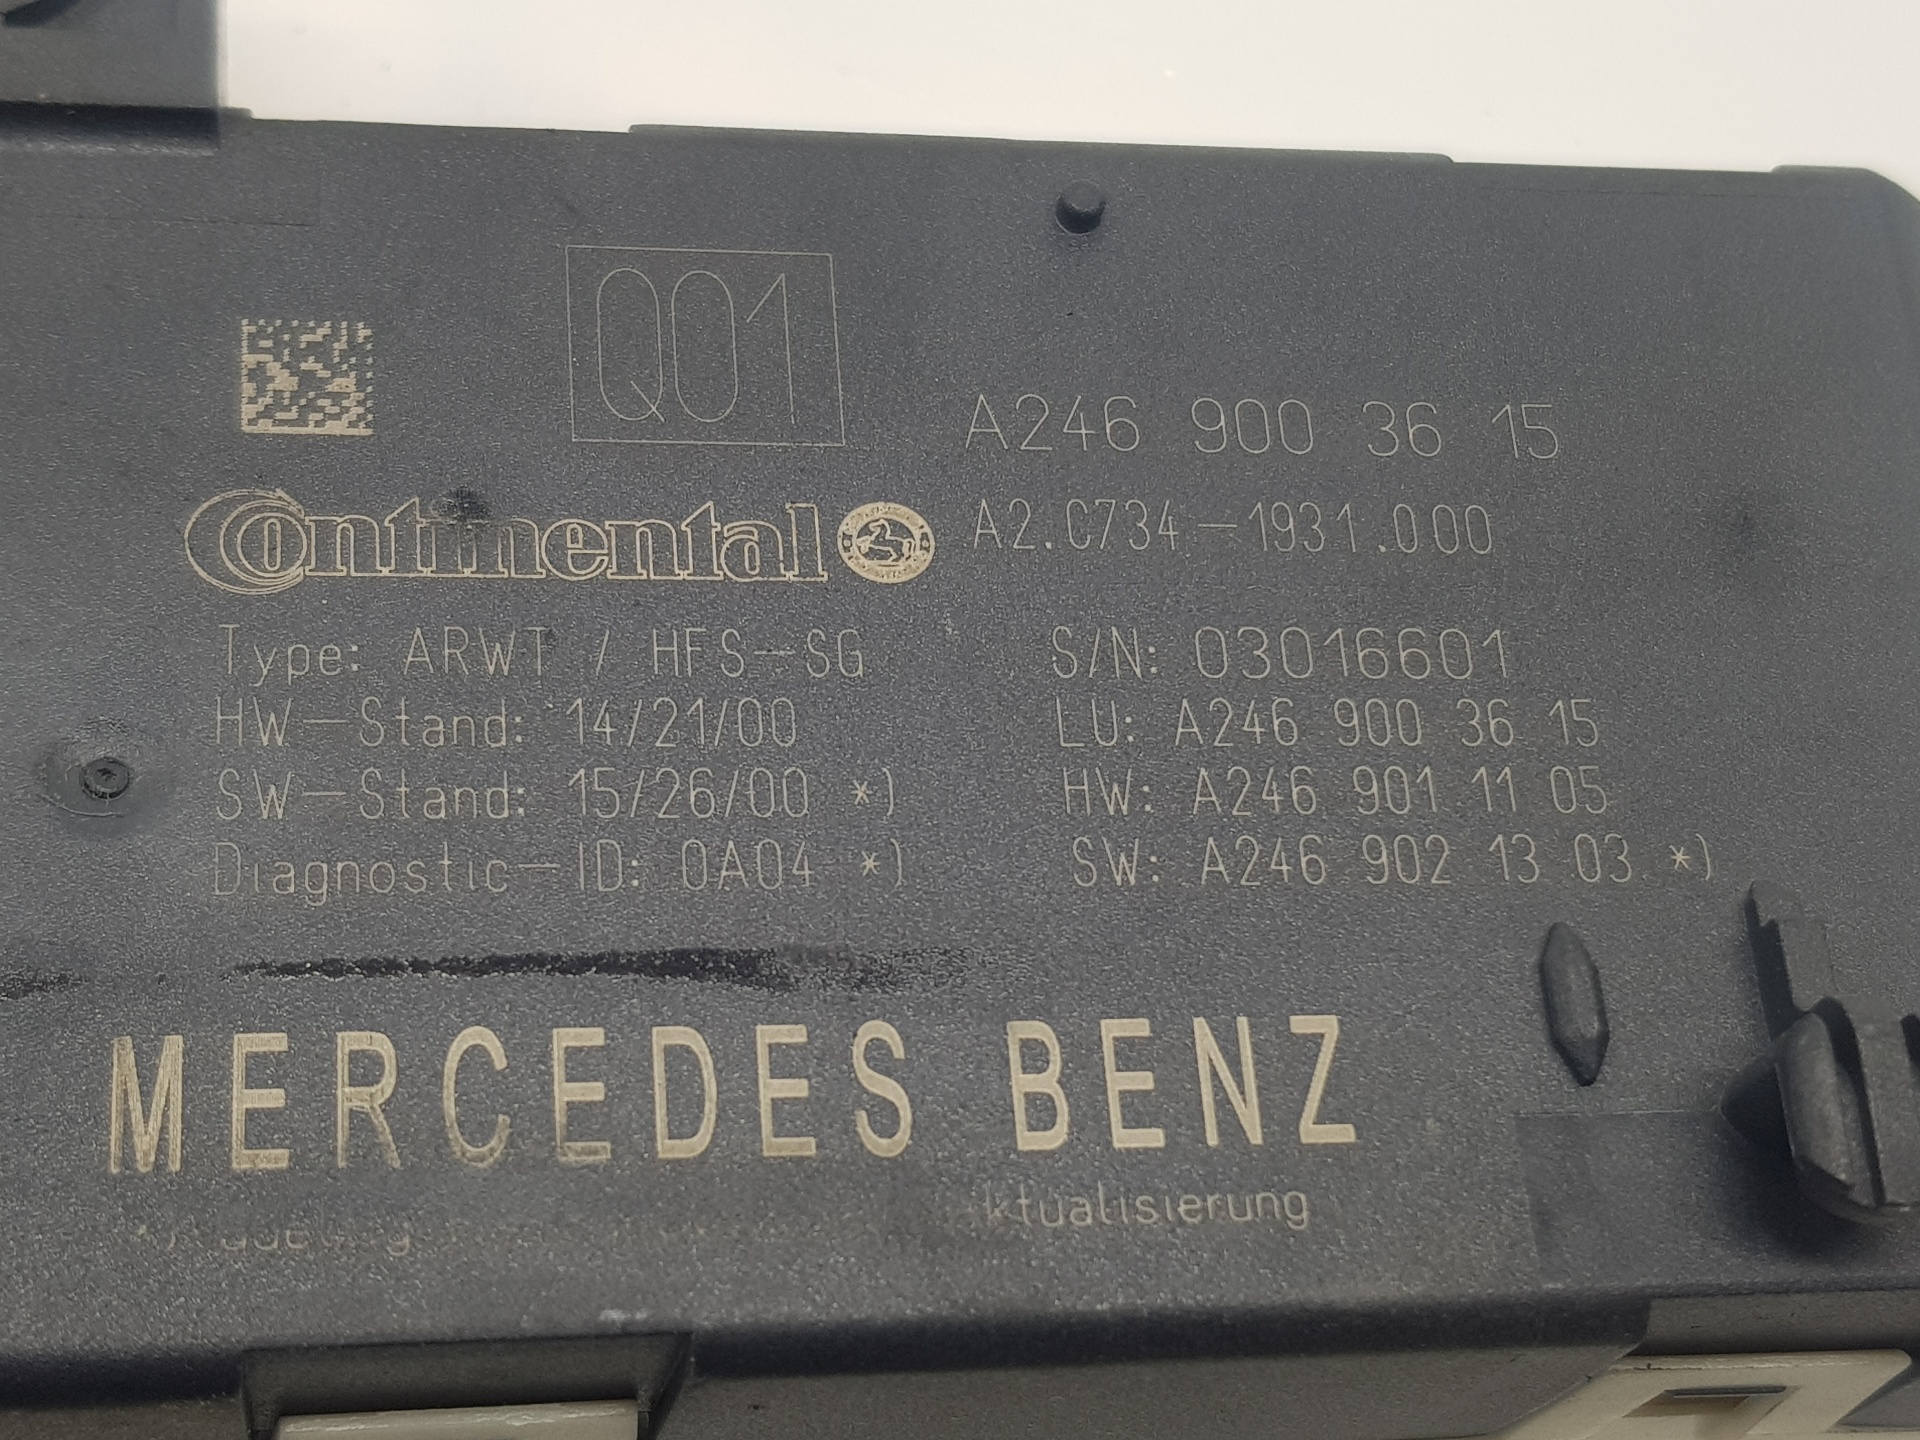 Q01
A246 900 36 15
Continental
A2.C734-1931.000
Type: ARWT / HFS-SG
S/N: 03016601
HW-Stand: 14/21/00
LU: A246 900 36 15
SW-Stand: 15/26/00 *)
HW: A246 901 11 05
Diagnostic-ID: 0A04 *)
SW: A246 902 13 03 *)
MERCEDES BENZ
ktualisierung